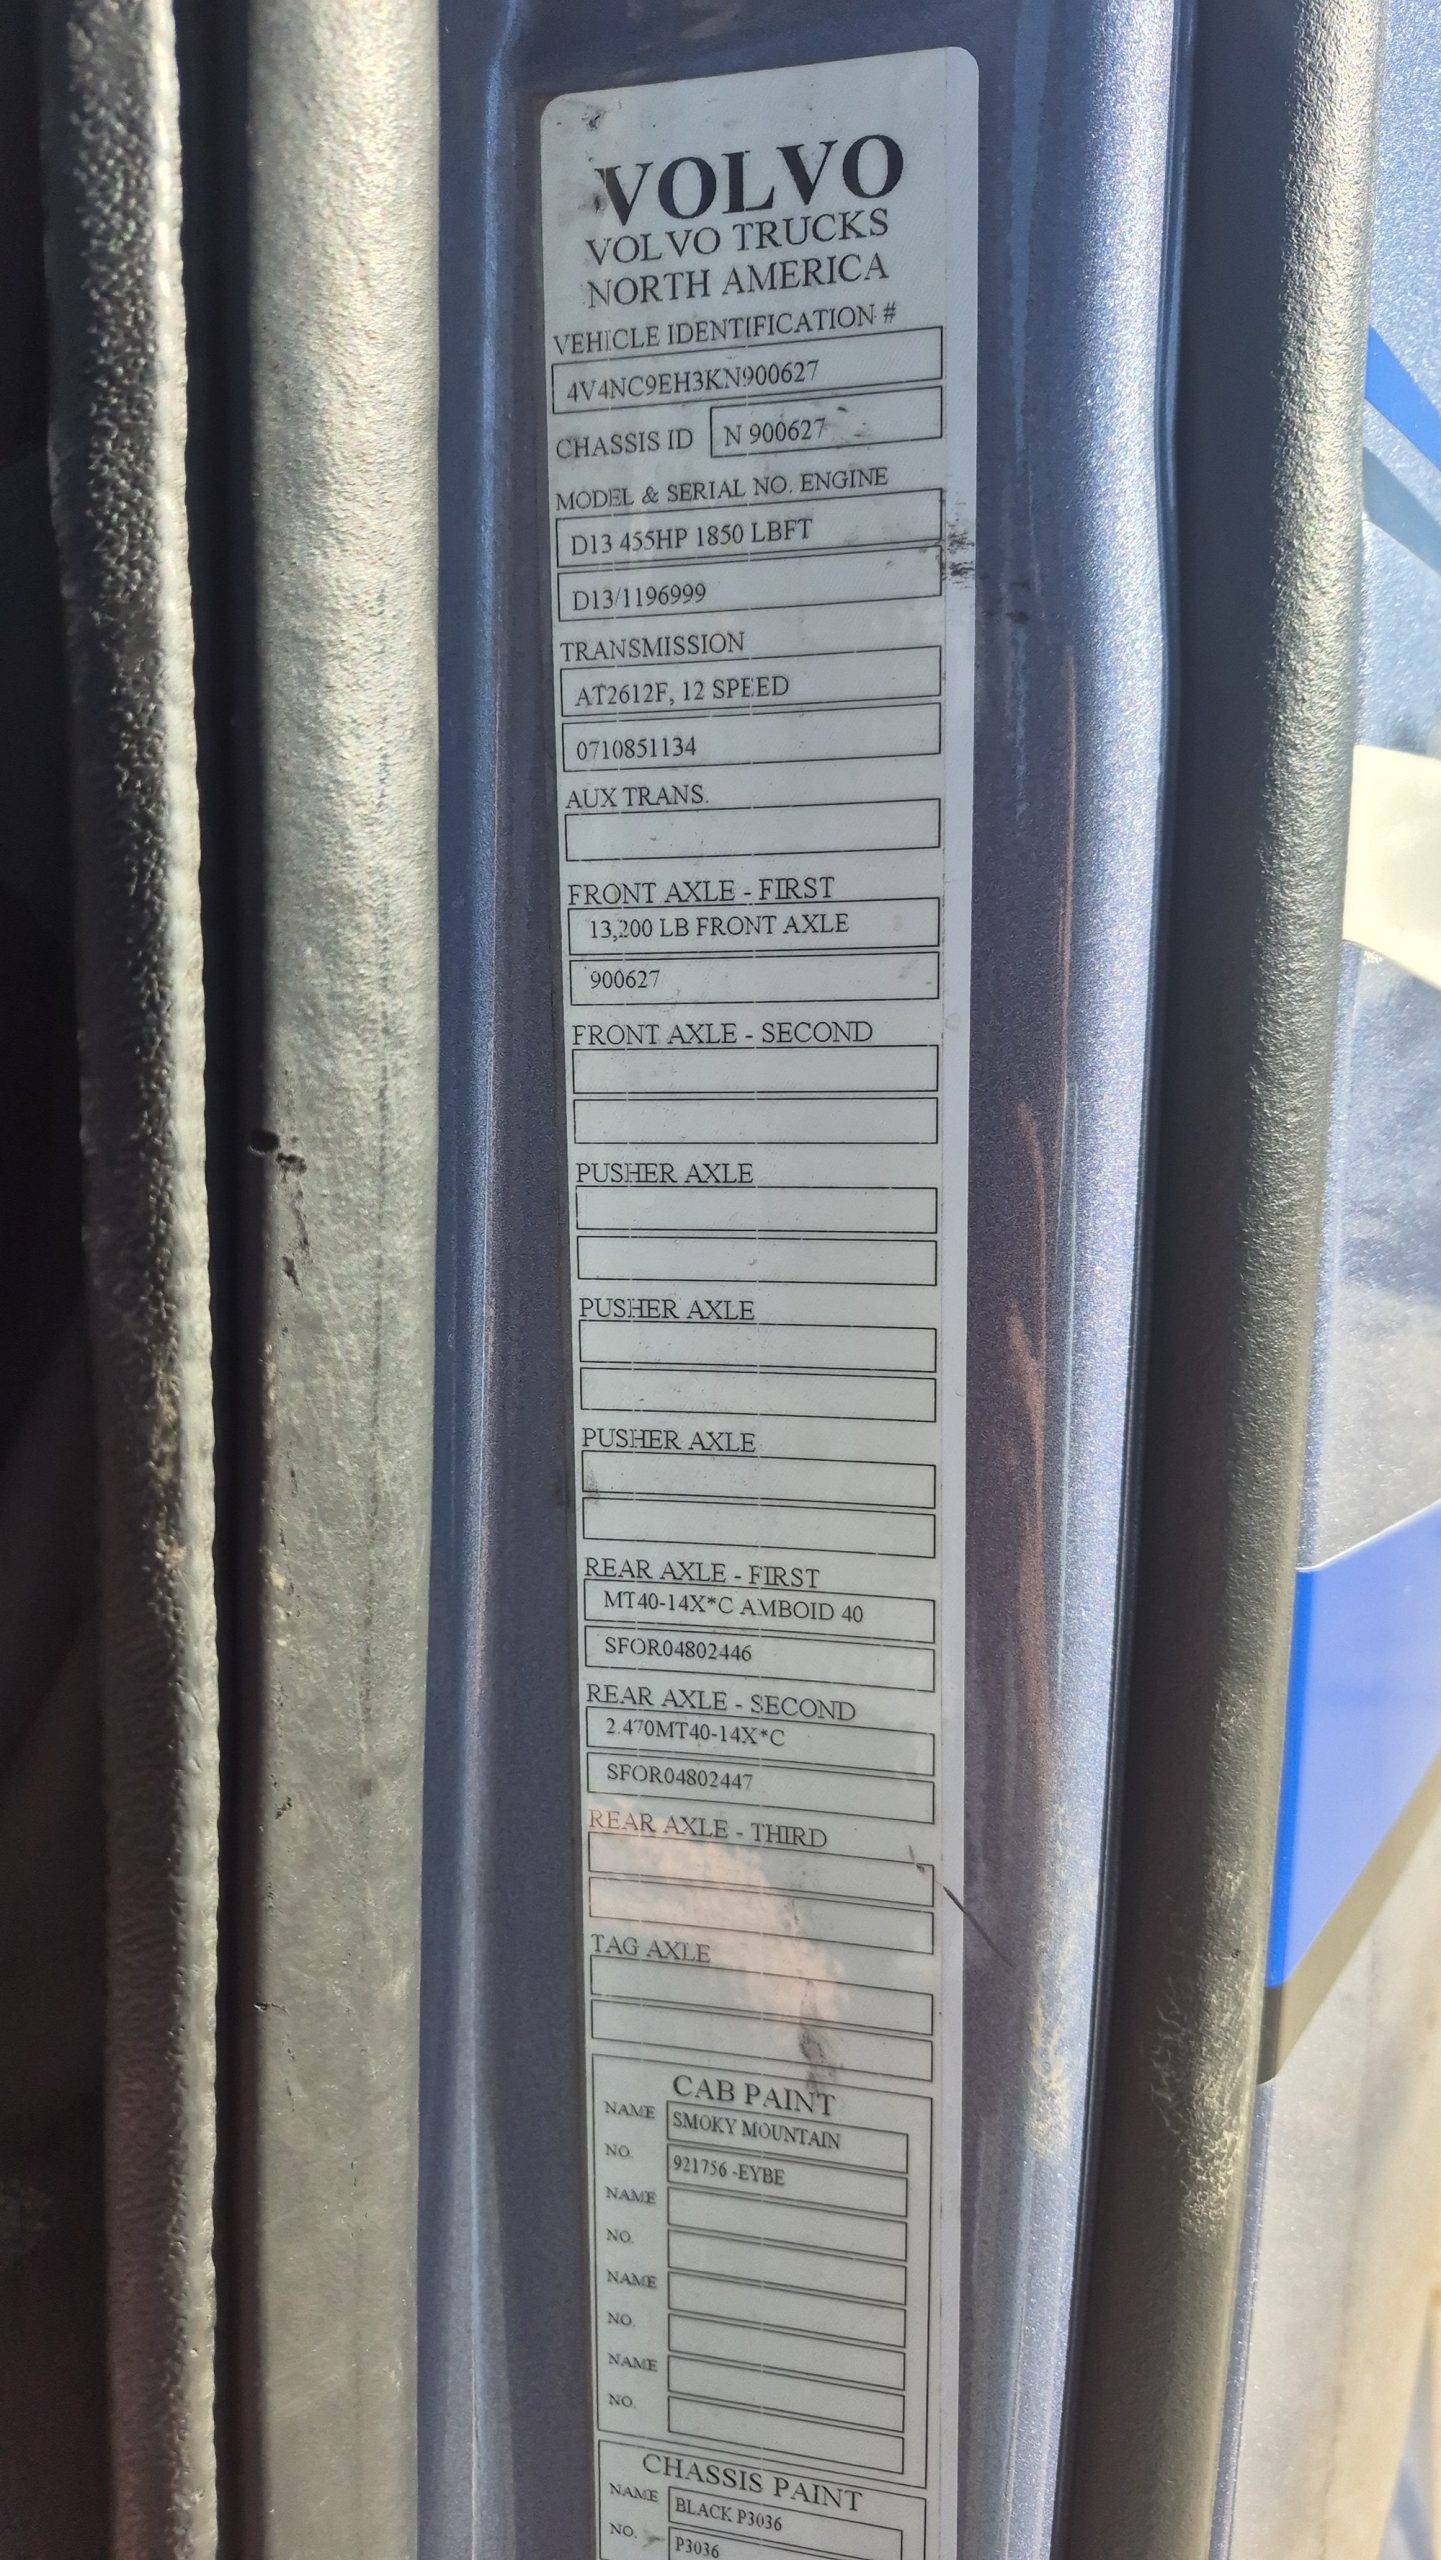 VOLVO
VOLVO TRUCKS
NORTH AMERICA
VEHICLE IDENTIFICATION #
4V4NC9EH3KN900627
CHASSIS ID N 900627
MODEL & SERIAL NO. ENGINE
D13 455HP 1850 LBFT
D13/1196999
TRANSMISSION
AT2612F, 12 SPEED
0710851134
AUX TRANS.
FRONT AXLE - FIRST
13,200 LB FRONT AXLE
900627
FRONT AXLE - SECOND
PUSHER AXLE
PUSHER AXLE
PUSHER AXLE
REAR AXLE - FIRST
MT40-14X*C AMBOID 40
SFOR04802446
REAR AXLE - SECOND
2.470MT40-14X*C
SFOR04802447
REAR AXLE - THIRD
TAG AXLE
CAB PAINT
NAME SMOKY MOUNTAIN
NO. 921756 -EYBE
NAME
NO.
NAME
NO.
NAME
NO.
CHASSIS PAINT
NAME BLACK P3036
NO. P3036